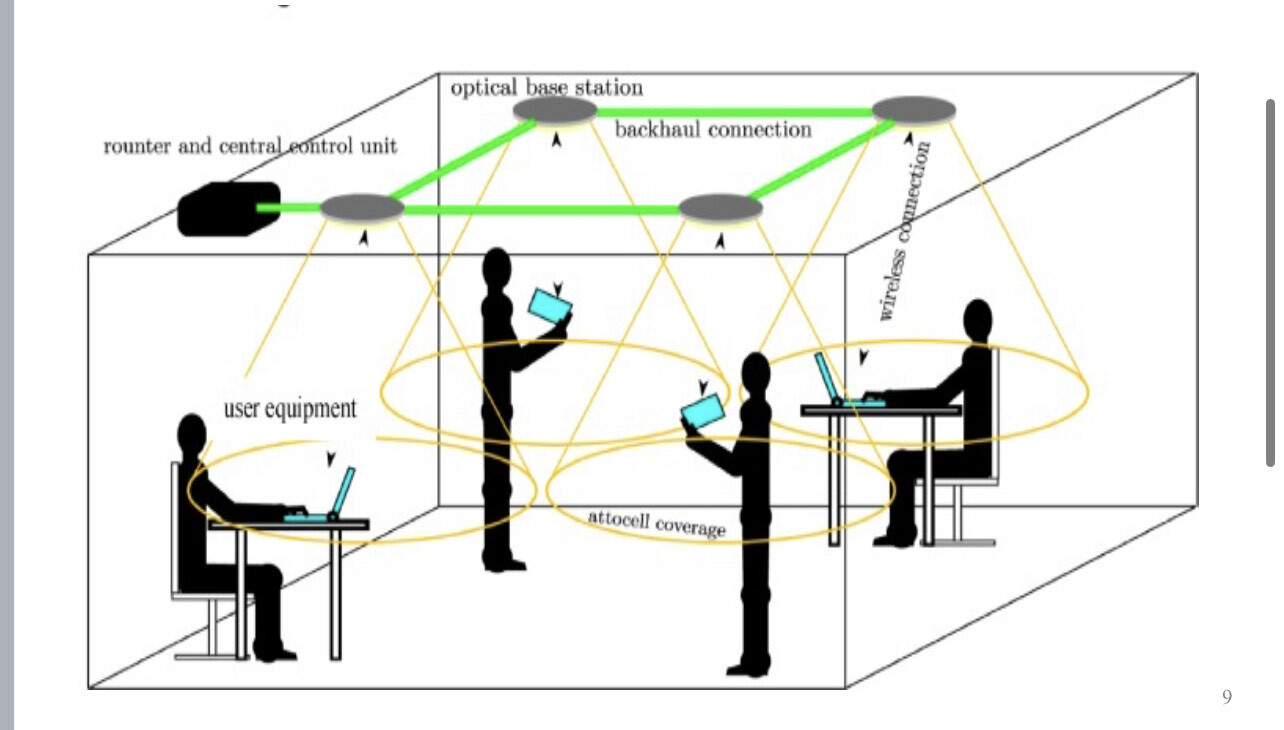 optical base station
backhaul connection
rounter and central control unit
wireless connection
user equipment
attocell coverage
9